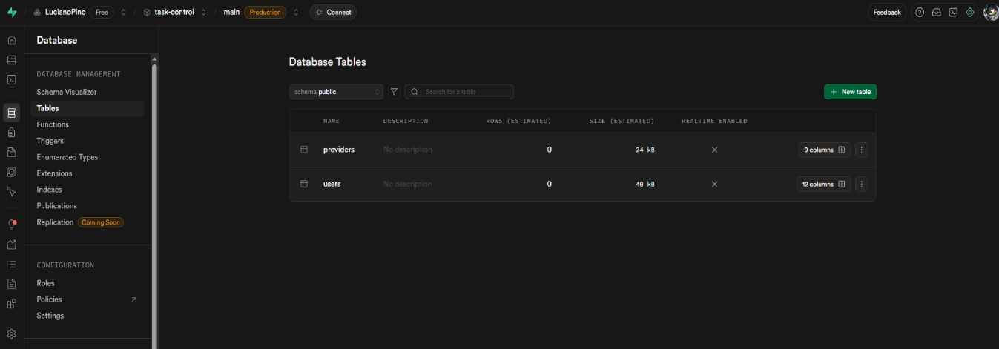 LucianoPino Free task-control main Production Connect Feedback
Database
DATABASE MANAGEMENT
Schema Visualizer
Tables
Functions
Triggers
Enumerated Types
Extensions
Indexes
Publications
Replication Coming Soon
CONFIGURATION
Roles
Policies
Settings
Database Tables
schema public Search for a table New table
NAME DESCRIPTION ROWS (ESTIMATED) SIZE (ESTIMATED) REALTIME ENABLED
providers No description 0 24 kB 9 columns
users No description 0 40 kB 12 columns